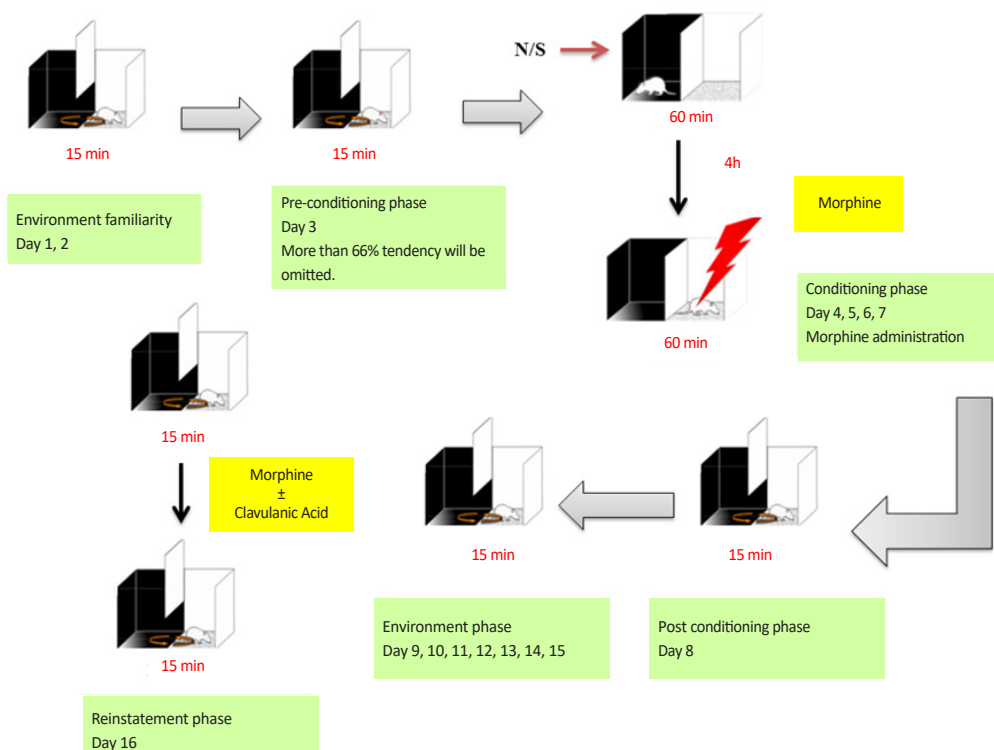 15 min
Environment familiarity
Day 1, 2
15 min
Pre-conditioning phase
Day 3
More than 66% tendency will be
omitted.
N/S
60 min
4h
60 min
Morphine
Conditioning phase
Day 4, 5, 6, 7
Morphine administration
15 min
Post conditioning phase
Day 8
15 min
Environment phase
Day 9, 10, 11, 12, 13, 14, 15
15 min
Morphine
±
Clavulanic Acid
15 min
Reinstatement phase
Day 16